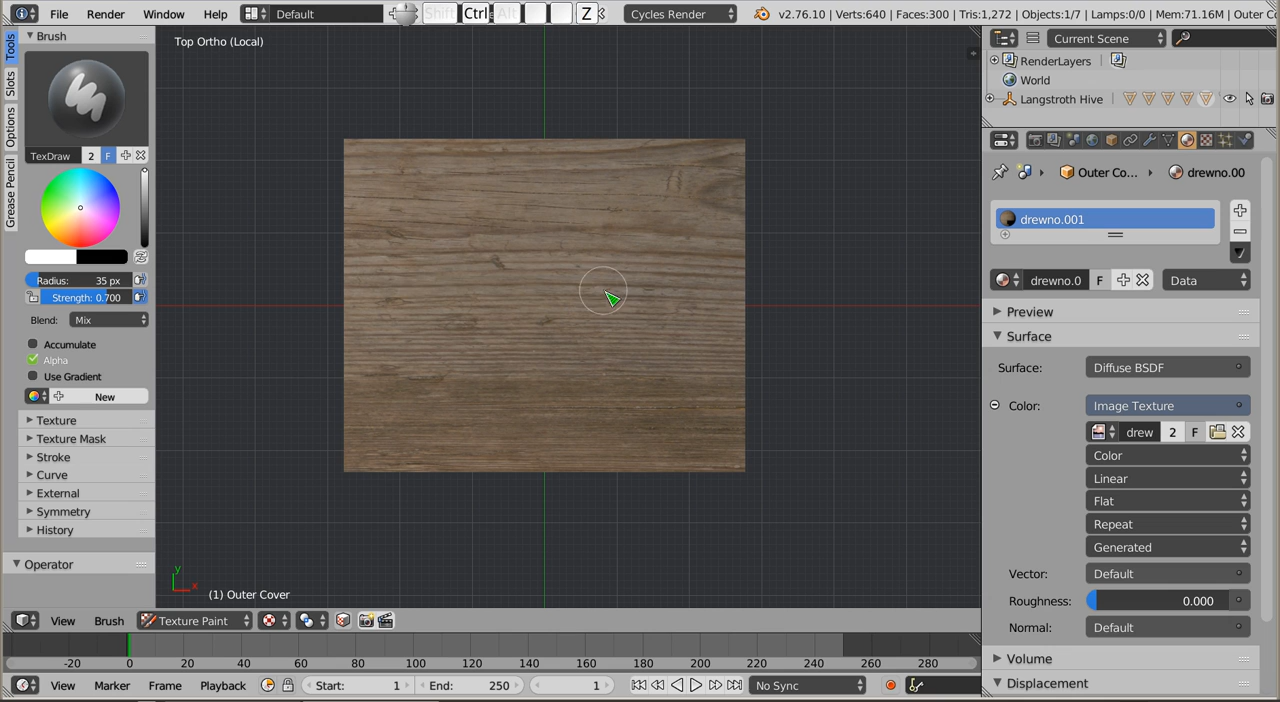 File Render Window Help Default Shift Ctrl Alt Z Cycles Render v2.76.10 | Verts:640 | Faces:300 | Tris:1,272 | Objects:1/7 | Lamps:0/0 | Mem:71.16M | Outer C
Tools
Slots
Options
Grease Pencil
Brush
TexDraw 2 F
Radius: 35 px
Strength: 0.700
Blend: Mix
Accumulate
Alpha
Use Gradient
New
Texture
Texture Mask
Stroke
Curve
External
Symmetry
History
Operator
Top Ortho (Local)
y
x
(1) Outer Cover
View Brush Texture Paint
-20 0 20 40 60 80 100 120 140 160 180 200 220 240 260 280
View Marker Frame Playback Start: 1 End: 250 1 No Sync
View Current Scene
RenderLayers
World
Langstroth Hive
Outer Co... drewno.00
drewno.001
drewno.0 F Data
Preview
Surface
Surface: Diffuse BSDF
Color: Image Texture
drew 2 F
Color
Linear
Flat
Repeat
Generated
Vector: Default
Roughness: 0.000
Normal: Default
Volume
Displacement